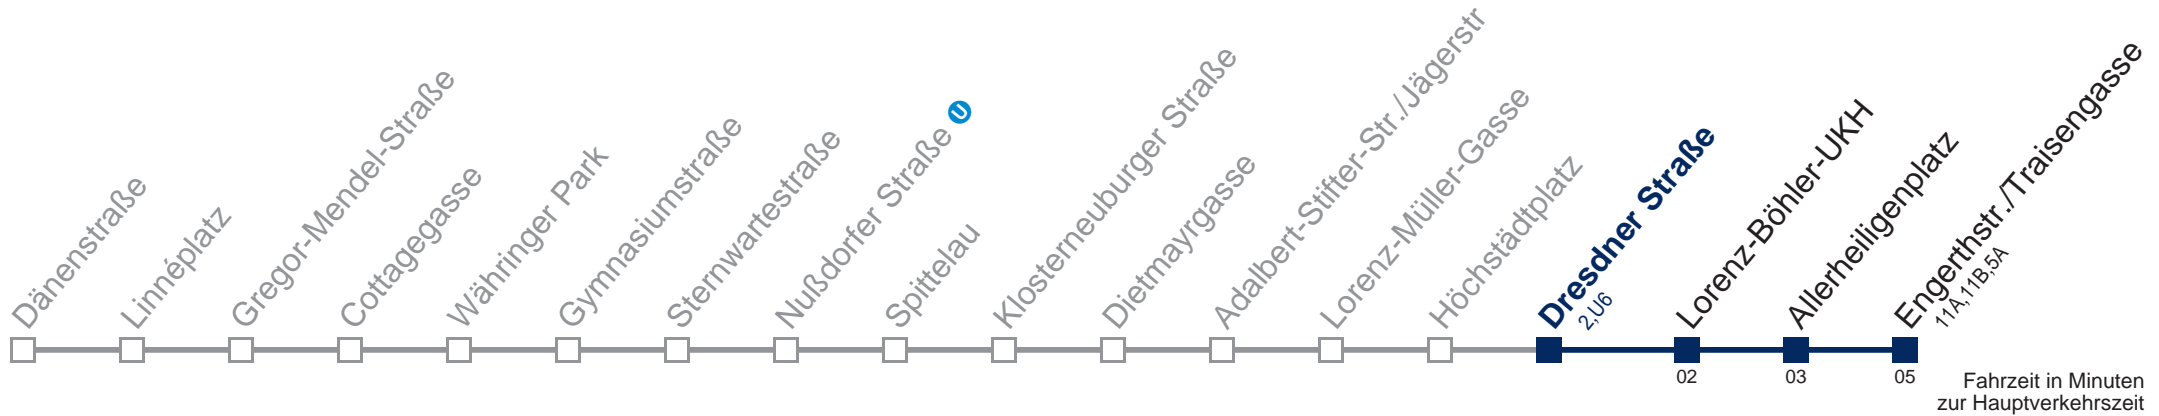 Dänenstraße
Linnéplatz
Gregor-Mendel-Straße
Cottagegasse
Währinger Park
Gymnasiumstraße
Sternwartestraße
Nußdorfer Straße U
Spittelau
Klosterneuburger Straße
Dietmayrgasse
Adalbert-Stifter-Str./Jägerstr
Lorenz-Müller-Gasse
Höchstädtplatz
Dresdner Straße
2,U6
Lorenz-Böhler-UKH
Allerheiligenplatz
Engerthstr./Traisengasse
11A,11B,5A
02
03
05
Fahrzeit in Minuten
zur Hauptverkehrszeit